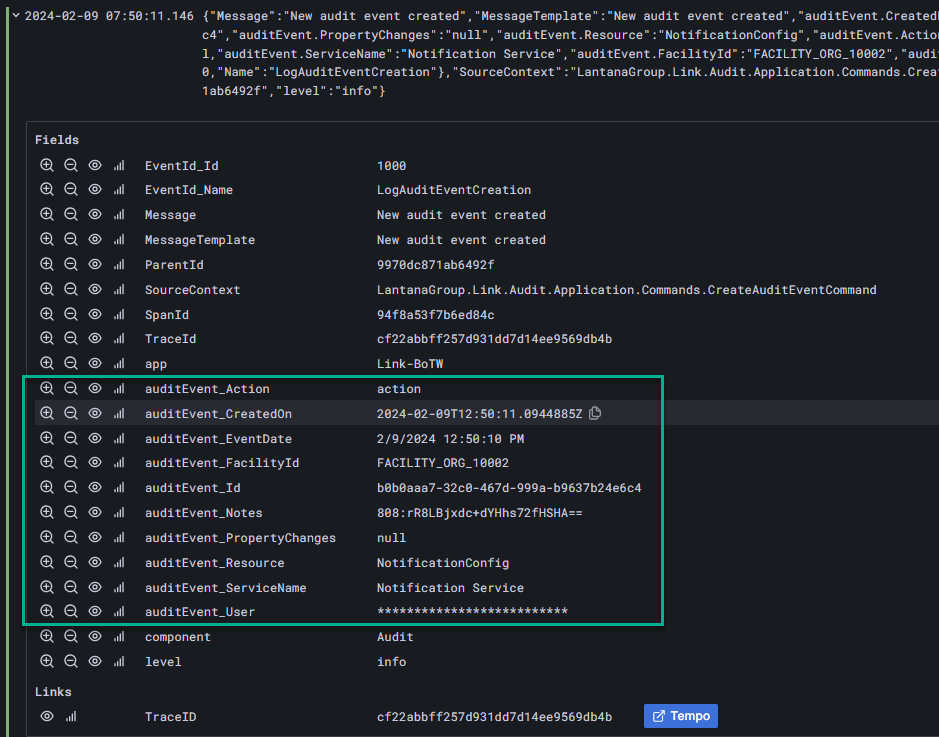 2024-02-09 07:50:11.146 {"Message":"New audit event created","MessageTemplate":"New audit event created","auditEvent.Created
c4","auditEvent.PropertyChanges":"null","auditEvent.Resource":"NotificationConfig","auditEvent.Actio
l,"auditEvent.ServiceName":"Notification Service","auditEvent.FacilityId":"FACILITY_ORG_10002","audi
0,"Name":"LogAuditEventCreation"},"SourceContext":"LantanaGroup.Link.Audit.Application.Commands.Crea
1ab6492f","level":"info"}
Fields
EventId_Id 1000
EventId_Name LogAuditEventCreation
Message New audit event created
MessageTemplate New audit event created
ParentId 9970dc871ab6492f
SourceContext LantanaGroup.Link.Audit.Application.Commands.CreateAuditEventCommand
SpanId 94f8a53f7b6ed84c
TraceId cf22abbff257d931dd7d14ee9569db4b
app Link-BoTW
auditEvent_Action action
auditEvent_CreatedOn 2024-02-09T12:50:11.0944885Z
auditEvent_EventDate 2/9/2024 12:50:10 PM
auditEvent_FacilityId FACILITY_ORG_10002
auditEvent_Id b0b0aaa7-32c0-467d-999a-b9637b24e6c4
auditEvent_Notes 808:rR8LBjxdc+dYHhs72fHSHA==
auditEvent_PropertyChanges null
auditEvent_Resource NotificationConfig
auditEvent_ServiceName Notification Service
auditEvent_User **************************
component Audit
level info
Links
TraceID cf22abbff257d931dd7d14ee9569db4b Tempo